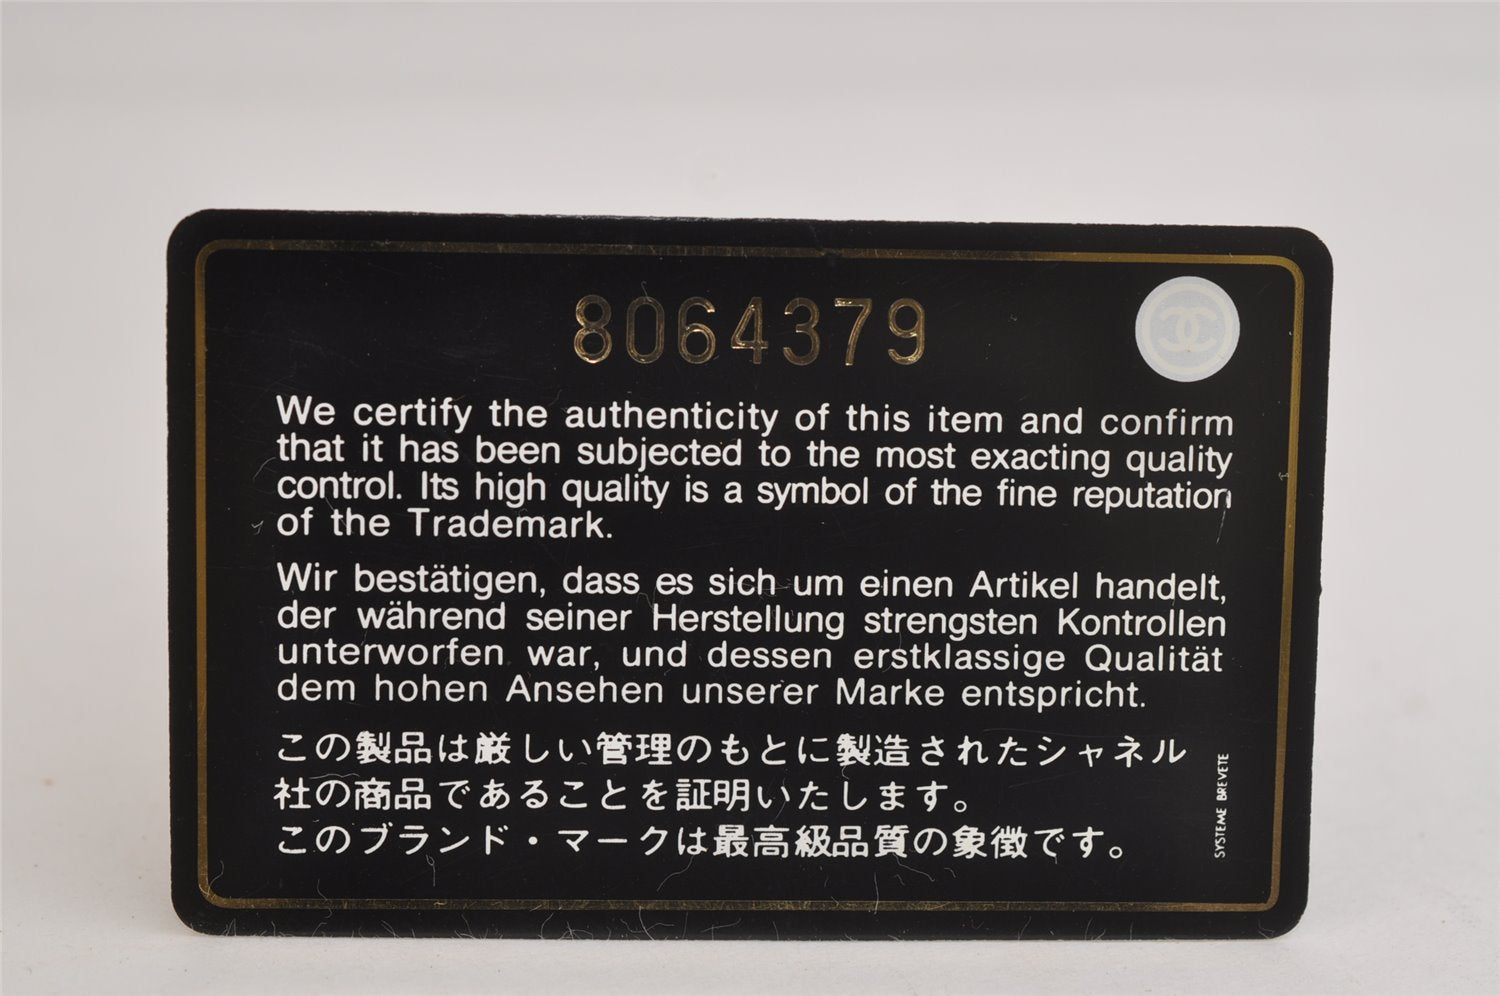 8064379
We certify the authenticity of this item and confirm
that it has been subjected to the most exacting quality
control. Its high quality is a symbol of the fine reputation
of the Trademark.
Wir bestätigen, dass es sich um einen Artikel handelt,
der während seiner Herstellung strengsten Kontrollen
unterworfen war, und dessen erstklassige Qualität
dem hohen Ansehen unserer Marke entspricht.
この製品は厳しい管理のもとに製造されたシャネル
社の商品であることを証明いたします。
このブランド・マークは最高級品質の象徴です。
SYSTEME BREVETE